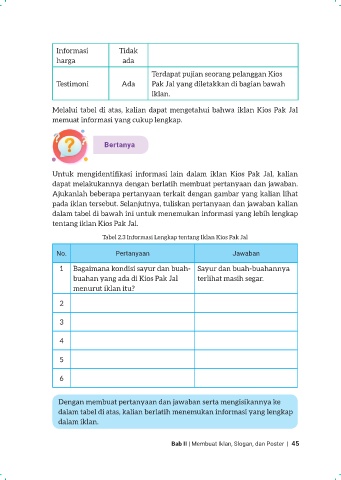 Informasi Tidak
harga ada
Terdapat pujian seorang pelanggan Kios
Testimoni Ada Pak Jal yang diletakkan di bagian bawah
iklan.
Melalui tabel di atas, kalian dapat mengetahui bahwa iklan Kios Pak Jal
memuat informasi yang cukup lengkap.
Bertanya
Untuk mengidentifikasi informasi lain dalam iklan Kios Pak Jal, kalian
dapat melakukannya dengan berlatih membuat pertanyaan dan jawaban.
Ajukanlah beberapa pertanyaan terkait dengan gambar yang kalian lihat
pada iklan tersebut. Selanjutnya, tuliskan pertanyaan dan jawaban kalian
dalam tabel di bawah ini untuk menemukan informasi yang lebih lengkap
tentang iklan Kios Pak Jal.
Tabel 2.3 Informasi Lengkap tentang Iklan Kios Pak Jal
No. Pertanyaan Jawaban
1 Bagaimana kondisi sayur dan buah- Sayur dan buah-buahannya
buahan yang ada di Kios Pak Jal terlihat masih segar.
menurut iklan itu?
2
3
4
5
6
Dengan membuat pertanyaan dan jawaban serta mengisikannya ke
dalam tabel di atas, kalian berlatih menemukan informasi yang lengkap
dalam iklan.
Bab II | Membuat Iklan, Slogan, dan Poster | 45